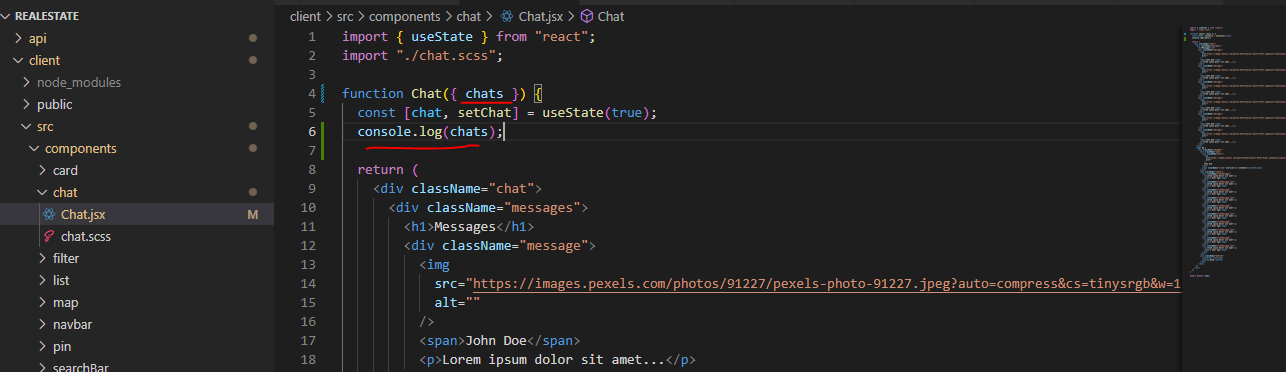 REALESTATE
api
client
node_modules
public
src
components
card
chat
Chat.jsx M
chat.scss
filter
list
map
navbar
pin
searchBar
client > src > components > chat > Chat.jsx > Chat
1 import { useState } from "react";
2 import "./chat.scss";
3
4 function Chat({ chats }) {
5 const [chat, setChat] = useState(true);
6 console.log(chats);
7
8 return (
9 <div className="chat">
10 <div className="messages">
11 <h1>Messages</h1>
12 <div className="message">
13 <img
14 src="https://images.pexels.com/photos/91227/pexels-photo-91227.jpeg?auto=compress&cs=tinysrgb&w=1
15 alt=""
16 />
17 <span>John Doe</span>
18 <p>Lorem ipsum dolor sit amet...</p>